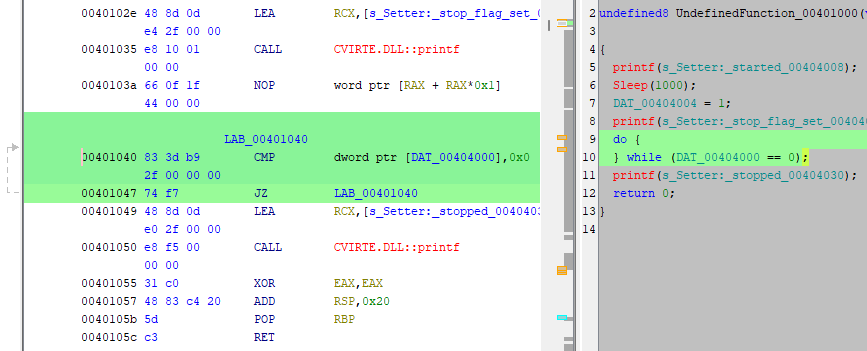 0040102e 48 8d 0d LEA RCX,[s_Setter:_stop_flag_set_0
e4 2f 00 00
00401035 e8 10 01 CALL CVIRTE.DLL::printf
00 00
0040103a 66 0f 1f NOP word ptr [RAX + RAX*0x1]
44 00 00
LAB_00401040
00401040 83 3d b9 CMP dword ptr [DAT_00404000],0x0
2f 00 00 00
00401047 74 f7 JZ LAB_00401040
00401049 48 8d 0d LEA RCX,[s_Setter:_stopped_0040403
e0 2f 00 00
00401050 e8 f5 00 CALL CVIRTE.DLL::printf
00 00
00401055 31 c0 XOR EAX,EAX
00401057 48 83 c4 20 ADD RSP,0x20
0040105b 5d POP RBP
0040105c c3 RET
2 undefined8 UndefinedFunction_00401000(
3
4 {
5 printf(s_Setter:_started_00404008);
6 Sleep(1000);
7 DAT_00404004 = 1;
8 printf(s_Setter:_stop_flag_set_004040
9 do {
10 } while (DAT_00404000 == 0);
11 printf(s_Setter:_stopped_00404030);
12 return 0;
13 }
14